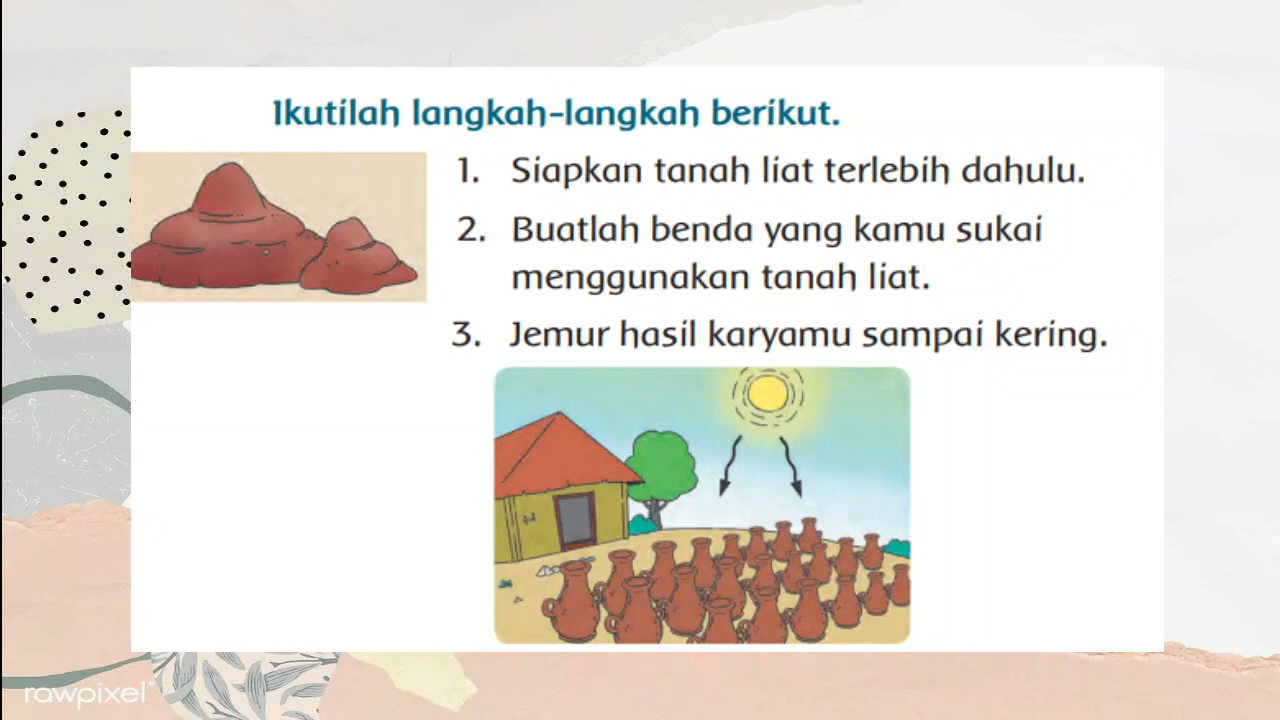 Ikutilah langkah-langkah berikut.
1. Siapkan tanah liat terlebih dahulu.
2. Buatlah benda yang kamu sukai
menggunakan tanah liat.
3. Jemur hasil karyamu sampai kering.
rawpixel